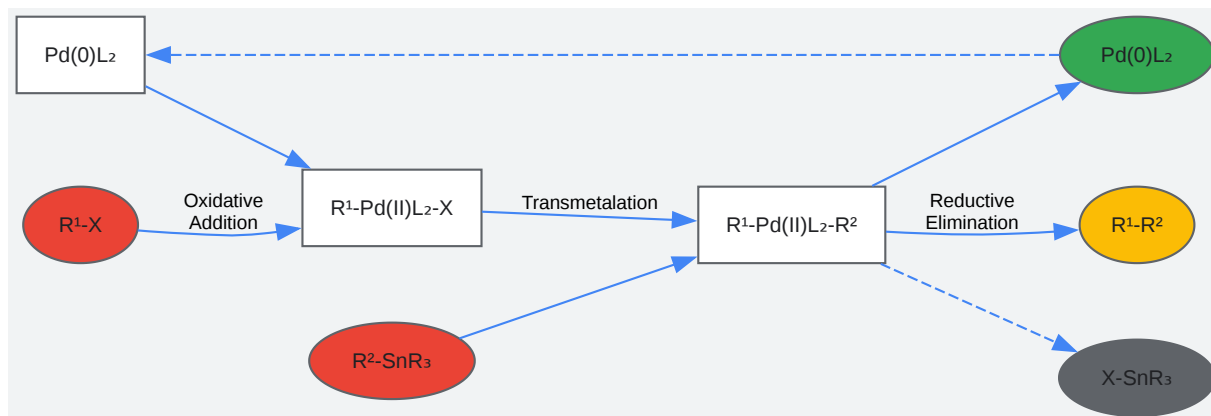 Pd(0)L₂
Pd(0)L₂
R¹-X
Oxidative
Addition
R¹-Pd(II)L₂-X
Transmetalation
R¹-Pd(II)L₂-R²
Reductive
Elimination
R¹-R²
R²-SnR₃
X-SnR₃